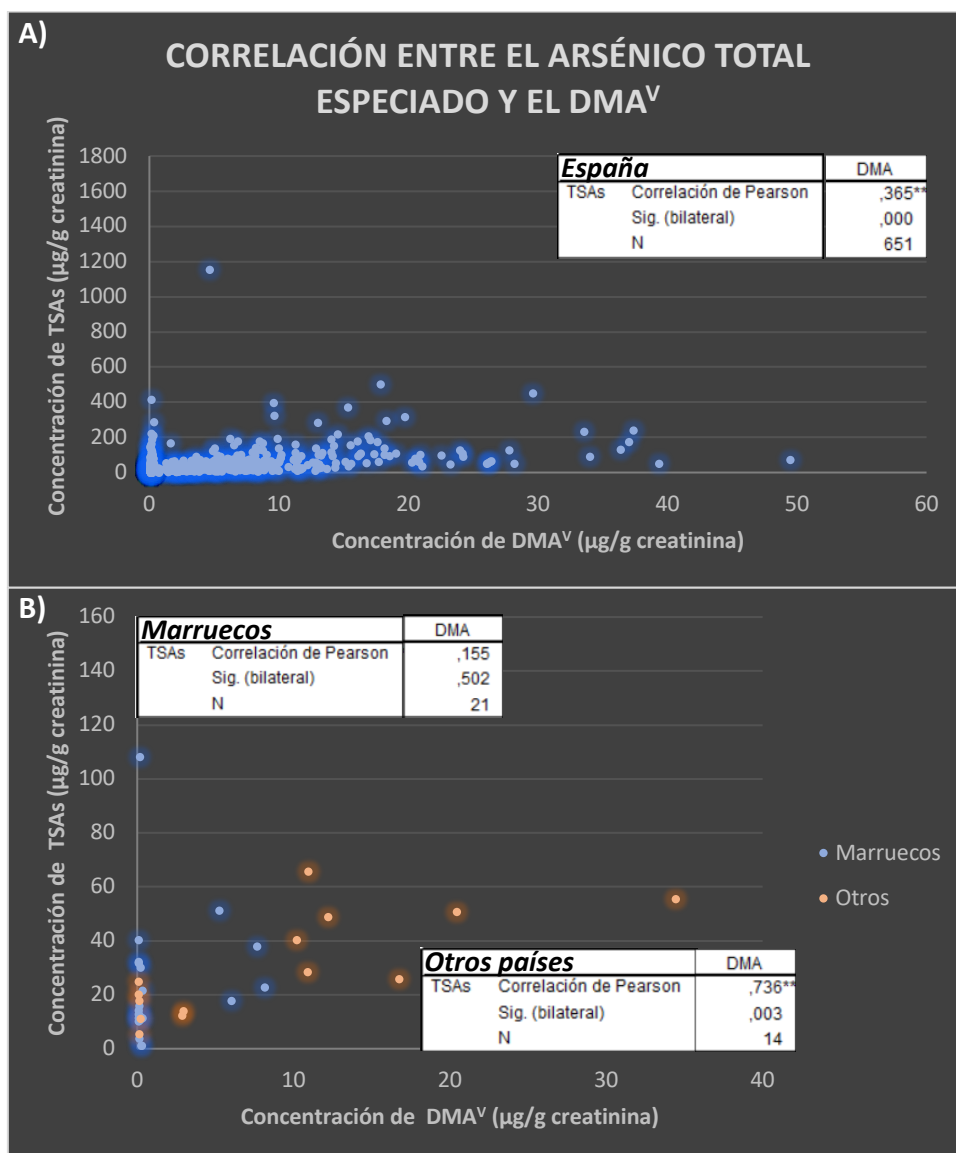 A)
CORRELACIÓN ENTRE EL ARSÉNICO TOTAL
ESPECIADO Y EL DMAⱽ
Concentración de TSAs (µg/g creatinina)
1800
1600
1400
1200
1000
800
600
400
200
0
España DMA
TSAs Correlación de Pearson ,365**
Sig. (bilateral) ,000
N 651
0 10 20 30 40 50 60
Concentración de DMAⱽ (µg/g creatinina)
B)
Concentración de TSAs (µg/g creatinina)
160
140
120
100
80
60
40
20
0
Marruecos DMA
TSAs Correlación de Pearson ,155
Sig. (bilateral) ,502
N 21
Marruecos
Otros
Otros países DMA
TSAs Correlación de Pearson ,736**
Sig. (bilateral) ,003
N 14
0 10 20 30 40
Concentración de DMAⱽ (µg/g creatinina)